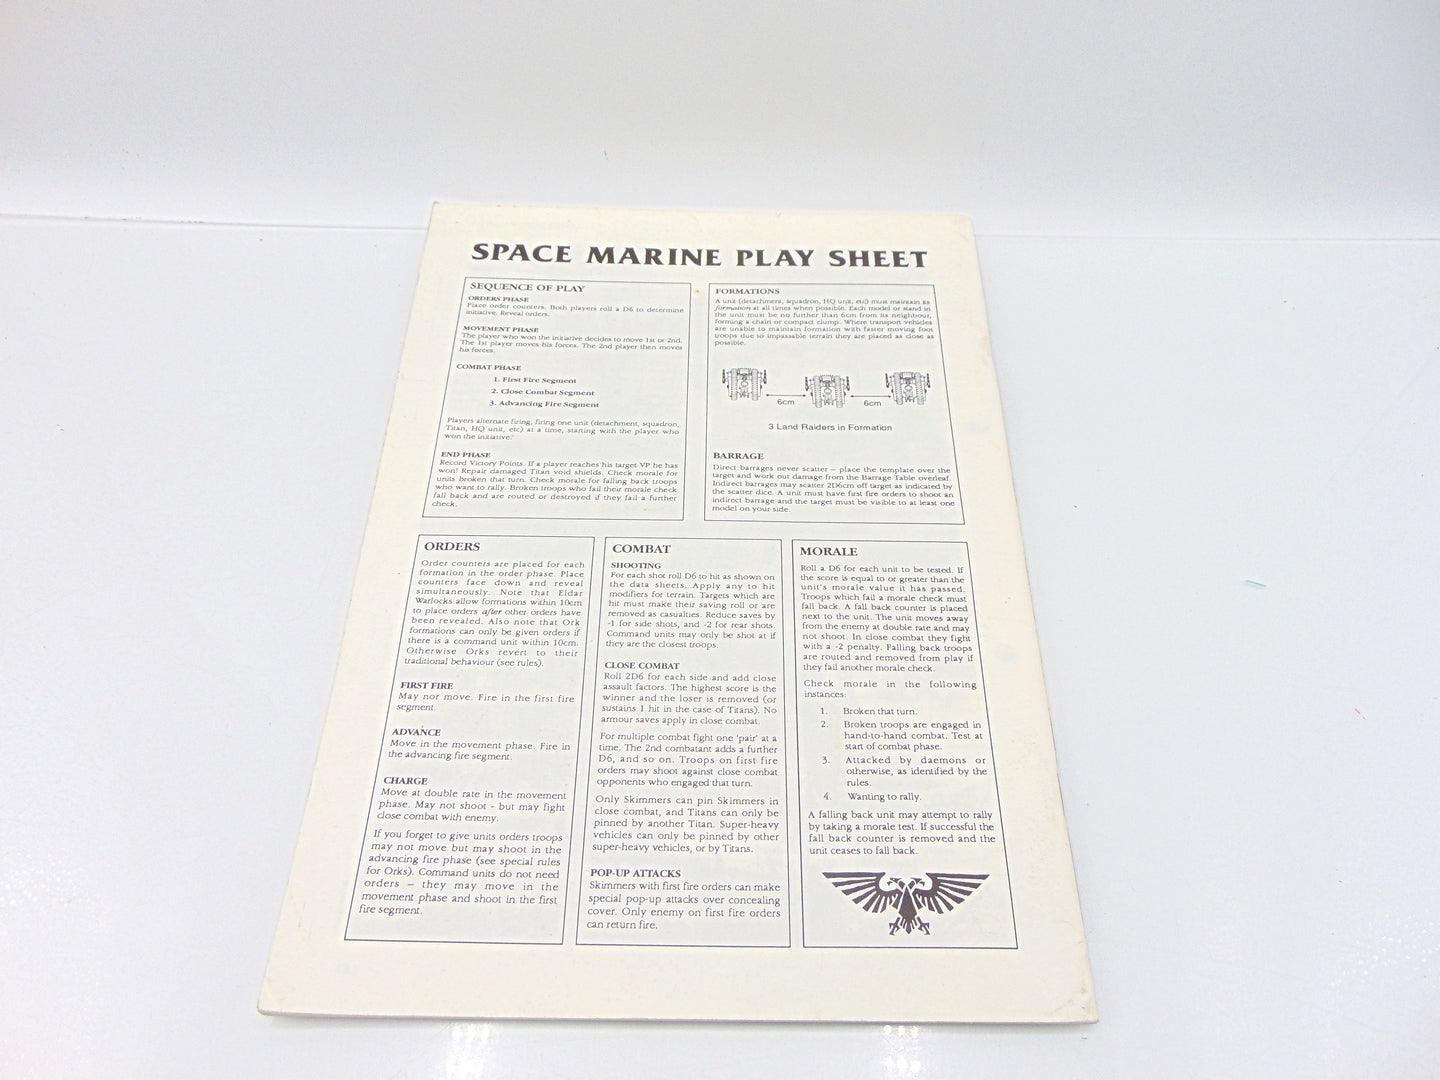 SPACE MARINE PLAY SHEET
SEQUENCE OF PLAY
ORDERS PHASE
Place order counters. Both players roll a D6 to determine
initiative. Reveal orders.
MOVEMENT PHASE
The player who won the initiative decides to move 1st or 2nd.
The 1st player moves his forces. The 2nd player then moves
his forces.
COMBAT PHASE
1. First Fire Segment
2. Close Combat Segment
3. Advancing Fire Segment
Players alternate firing, firing one unit (detachment, squadron,
Titan, HQ unit, etc) at a time, starting with the player who
won the initiative.
END PHASE
Record Victory Points. If a player reaches his target VP he has
won! Repair damaged Titan void shields. Check morale for
units broken that turn. Check morale for falling back troops
who want to rally. Broken troops who fail their morale check
fall back and are routed or destroyed if they fail a further
check.
FORMATIONS
A unit (detachment, squadron, HQ unit, etc) must maintain its
formation at all times when possible. Each model or stand in
the unit must be no further than 6cm from its neighbour,
forming a chain or compact clump. Where transport vehicles
are unable to maintain formation with faster moving foot
troops due to impassable terrain they are placed as close as
possible.
6cm
6cm
3 Land Raiders in Formation
BARRAGE
Direct barrages never scatter – place the template over the
target and work out damage from the Barrage Table overleaf.
Indirect barrages may scatter 2D6cm off target as indicated by
the scatter dice. A unit must have first fire orders to shoot an
indirect barrage and the target must be visible to at least one
model on your side.
ORDERS
Order counters are placed for each
formation in the order phase. Place
counters face down and reveal
simultaneously. Note that Eldar
Warlocks allow formations within 10cm
to place orders after other orders have
been revealed. Also note that Ork
formations can only be given orders if
there is a command unit within 10cm.
Otherwise Orks revert to their
traditional behaviour (see rules).
FIRST FIRE
May nor move. Fire in the first fire
segment.
ADVANCE
Move in the movement phase. Fire in
the advancing fire segment.
CHARGE
Move at double rate in the movement
phase. May not shoot - but may fight
close combat with enemy.
If you forget to give units orders troops
may not move but may shoot in the
advancing fire phase (see special rules
for Orks). Command units do not need
orders – they may move in the
movement phase and shoot in the first
fire segment.
COMBAT
SHOOTING
For each shot roll D6 to hit as shown on
the data sheets. Apply any to hit
modifiers for terrain. Targets which are
hit must make their saving roll or are
removed as casualties. Reduce saves by
-1 for side shots, and -2 for rear shots.
Command units may only be shot at if
they are the closest troops.
CLOSE COMBAT
Roll 2D6 for each side and add close
assault factors. The highest score is the
winner and the loser is removed (or
sustains 1 hit in the case of Titans). No
armour saves apply in close combat.
For multiple combat fight one 'pair' at a
time. The 2nd combatant adds a further
D6, and so on. Troops on first fire
orders may shoot against close combat
opponents who engaged that turn.
Only Skimmers can pin Skimmers in
close combat, and Titans can only be
pinned by another Titan. Super-heavy
vehicles can only be pinned by other
super-heavy vehicles, or by Titans.
POP-UP ATTACKS
Skimmers with first fire orders can make
special pop-up attacks over concealing
cover. Only enemy on first fire orders
can return fire.
MORALE
Roll a D6 for each unit to be tested. If
the score is equal to or greater than the
unit's morale value it has passed.
Troops which fail a morale check must
fall back. A fall back counter is placed
next to the unit. The unit moves away
from the enemy at double rate and may
not shoot. In close combat they fight
with a -2 penalty. Falling back troops
are routed and removed from play if
they fail another morale check.
Check morale in the following
instances:
1. Broken that turn.
2. Broken troops are engaged in
hand-to-hand combat. Test at
start of combat phase.
3. Attacked by daemons or
otherwise, as identified by the
rules.
4. Wanting to rally.
A falling back unit may attempt to rally
by taking a morale test. If successful the
fall back counter is removed and the
unit ceases to fall back.